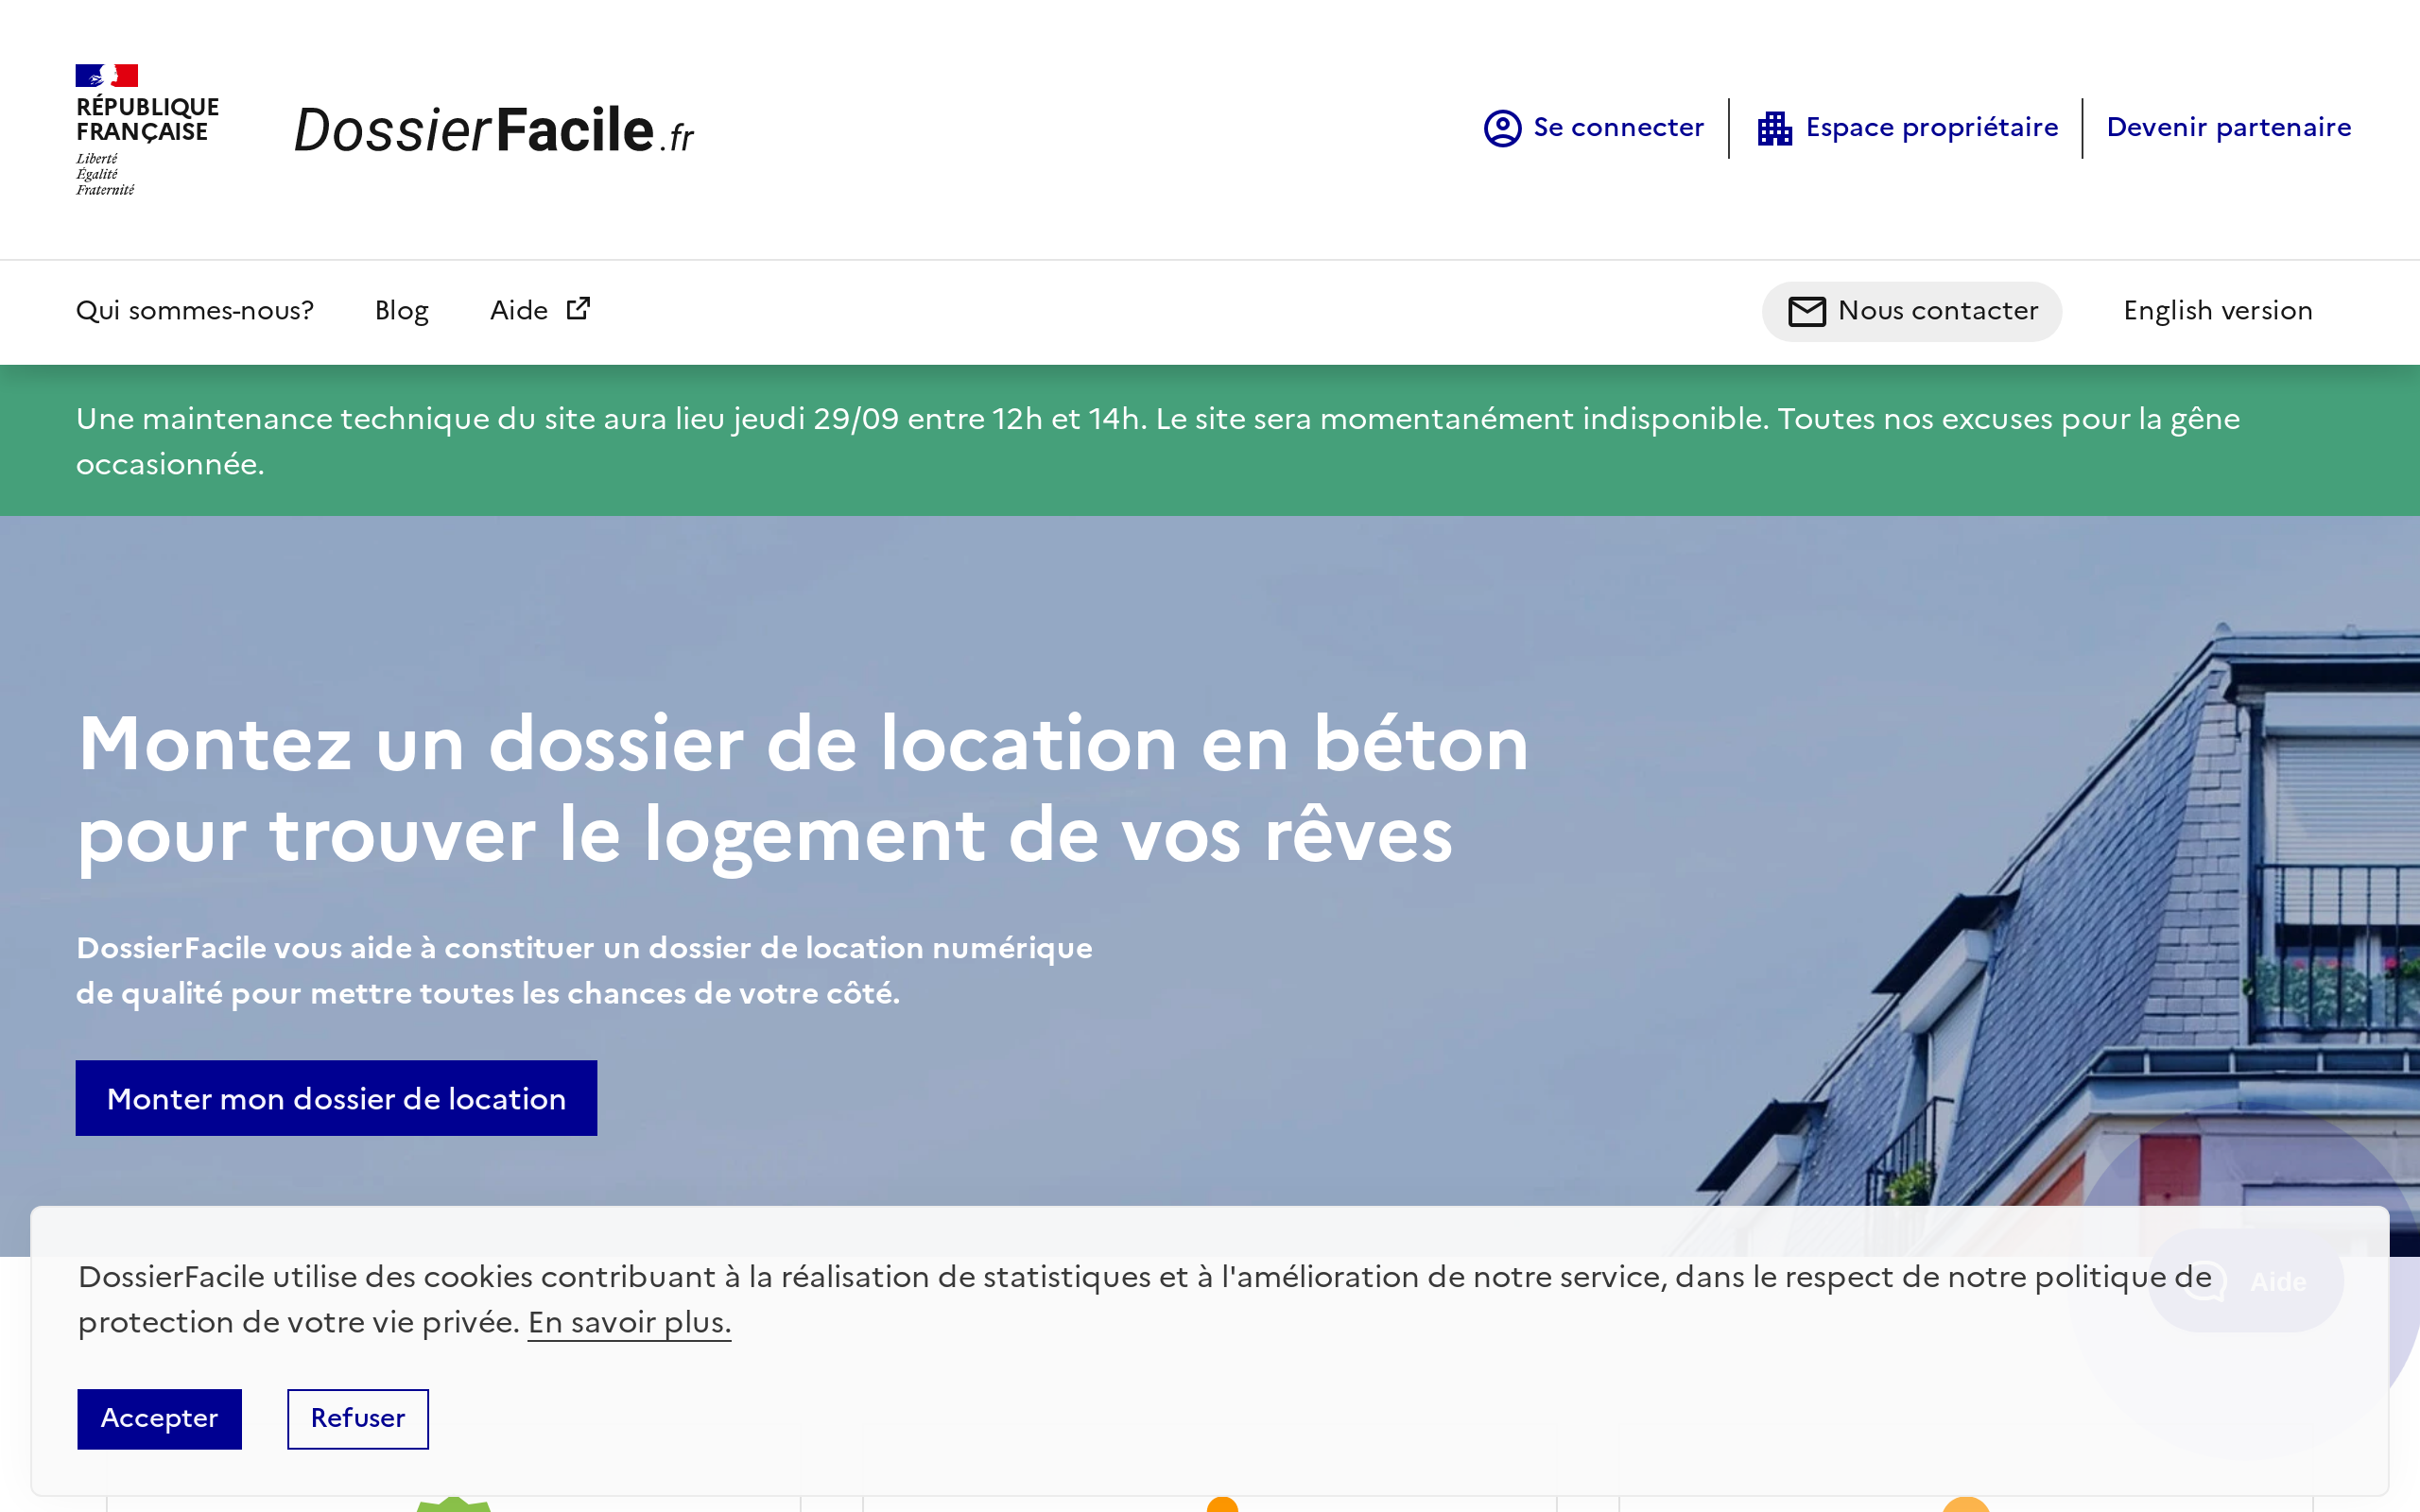 RÉPUBLIQUE
FRANÇAISE
Liberté
Égalité
Fraternité
DossierFacile.fr
Se connecter
Espace propriétaire
Devenir partenaire
Qui sommes-nous?
Blog
Aide
Nous contacter
English version
Une maintenance technique du site aura lieu jeudi 29/09 entre 12h et 14h. Le site sera momentanément indisponible. Toutes nos excuses pour la gêne
occasionnée.
Montez un dossier de location en béton
pour trouver le logement de vos rêves
DossierFacile vous aide à constituer un dossier de location numérique
de qualité pour mettre toutes les chances de votre côté.
Monter mon dossier de location
DossierFacile utilise des cookies contribuant à la réalisation de statistiques et à l'amélioration de notre service, dans le respect de notre politique de
protection de votre vie privée. En savoir plus.
Aide
Accepter
Refuser